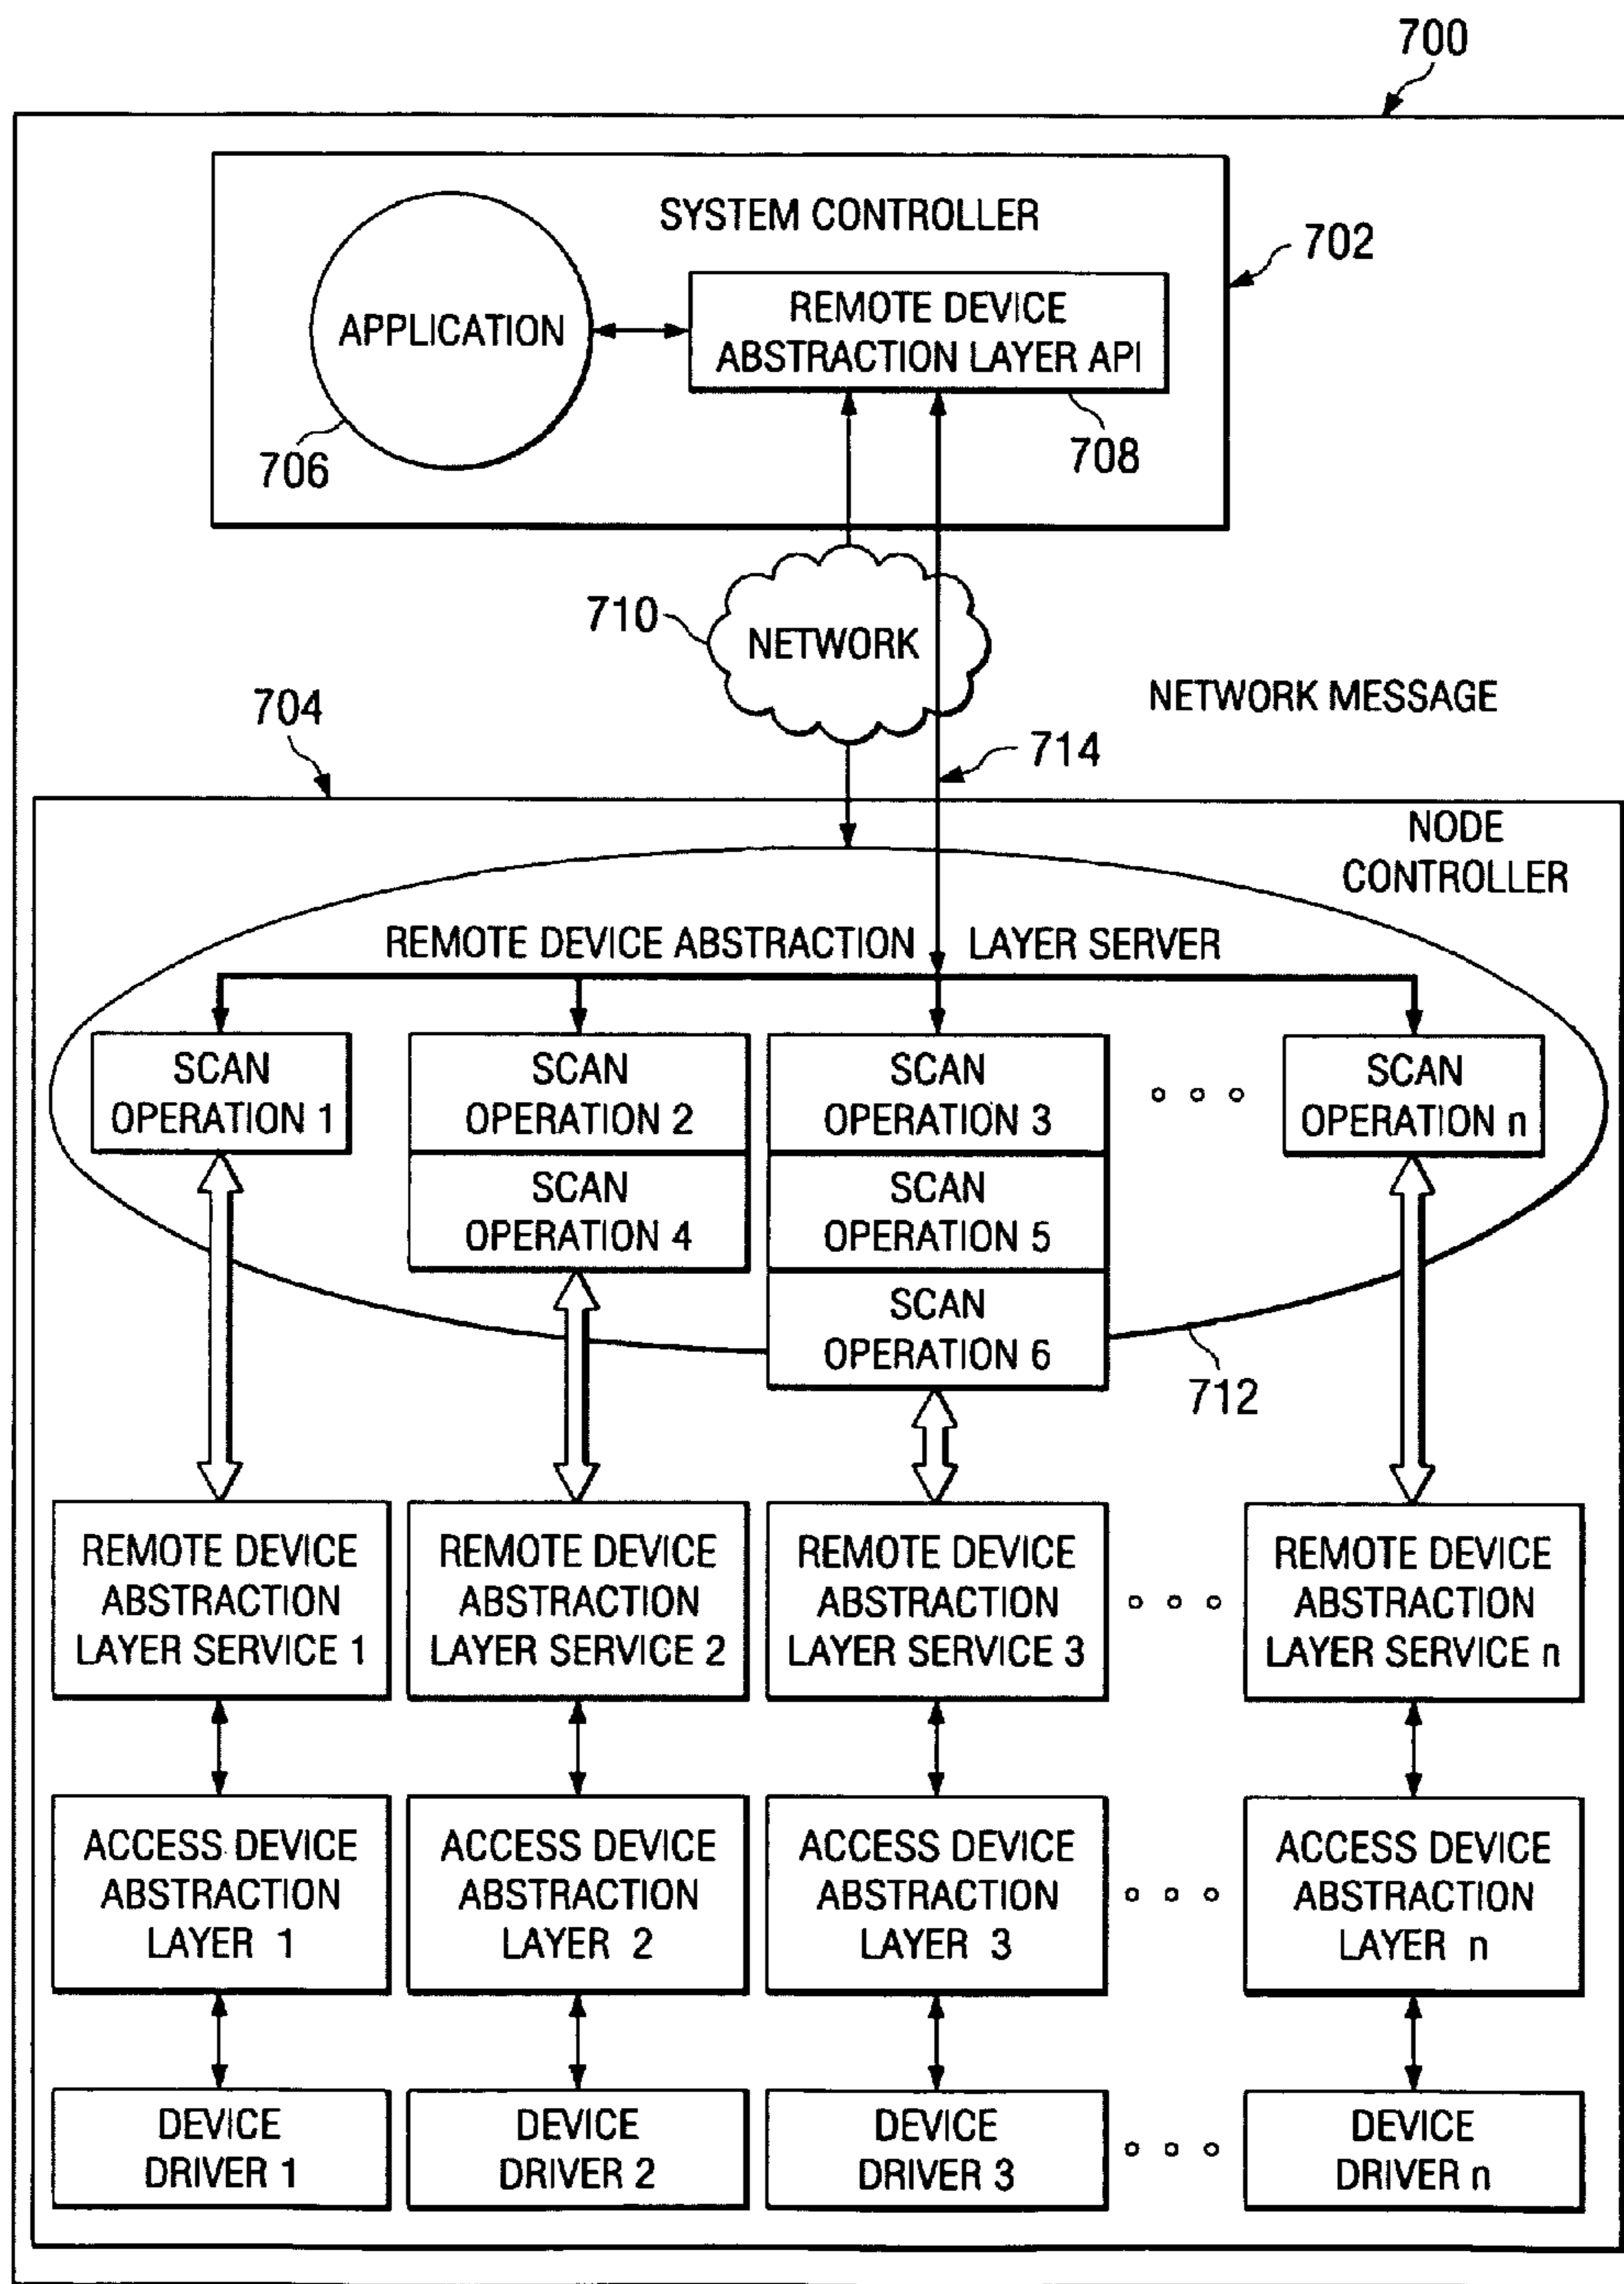 700
SYSTEM CONTROLLER
702
APPLICATION
REMOTE DEVICE
ABSTRACTION LAYER API
706
708
710
NETWORK
NETWORK MESSAGE
704
714
NODE
CONTROLLER
REMOTE DEVICE ABSTRACTION LAYER SERVER
SCAN
OPERATION 1
SCAN
OPERATION 2
SCAN
OPERATION 3
SCAN
OPERATION n
SCAN
OPERATION 4
SCAN
OPERATION 5
SCAN
OPERATION 6
712
REMOTE DEVICE
ABSTRACTION
LAYER SERVICE 1
REMOTE DEVICE
ABSTRACTION
LAYER SERVICE 2
REMOTE DEVICE
ABSTRACTION
LAYER SERVICE 3
REMOTE DEVICE
ABSTRACTION
LAYER SERVICE n
ACCESS DEVICE
ABSTRACTION
LAYER 1
ACCESS DEVICE
ABSTRACTION
LAYER 2
ACCESS DEVICE
ABSTRACTION
LAYER 3
ACCESS DEVICE
ABSTRACTION
LAYER n
DEVICE
DRIVER 1
DEVICE
DRIVER 2
DEVICE
DRIVER 3
DEVICE
DRIVER n